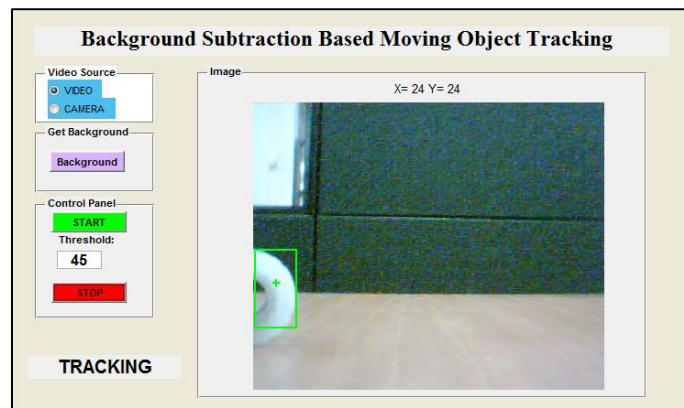 Background Subtraction Based Moving Object Tracking
Video Source
VIDEO
CAMERA
Get Background
Background
Control Panel
START
Threshold:
45
STOP
TRACKING
Image
X= 24 Y= 24